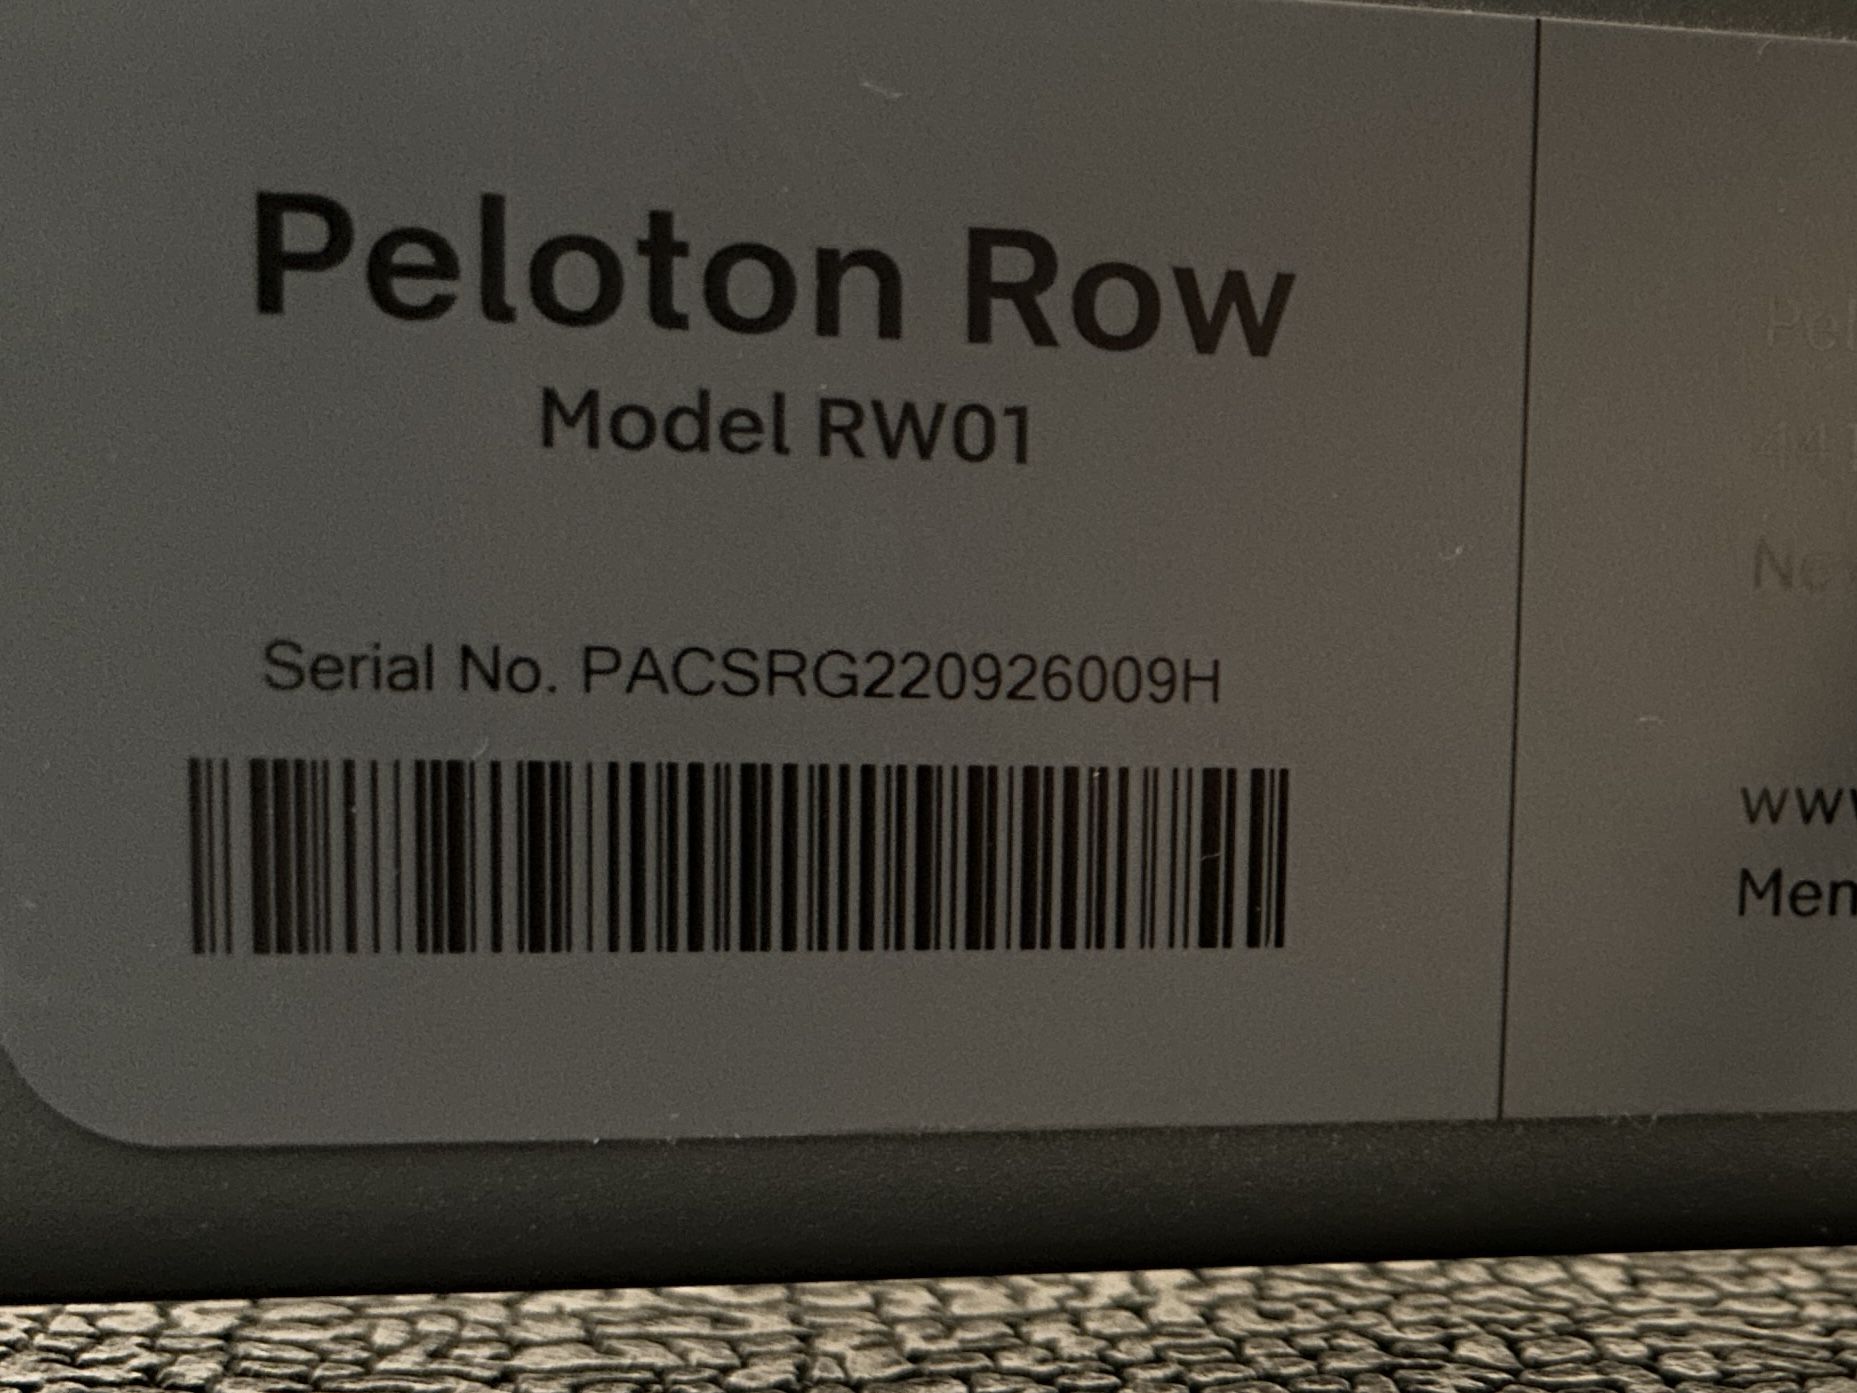 Peloton Row
Model RW01
Serial No. PACSRG220926009H